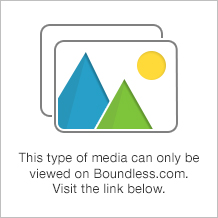 This type of media can only be
viewed on Boundless.com.
Visit the link below.